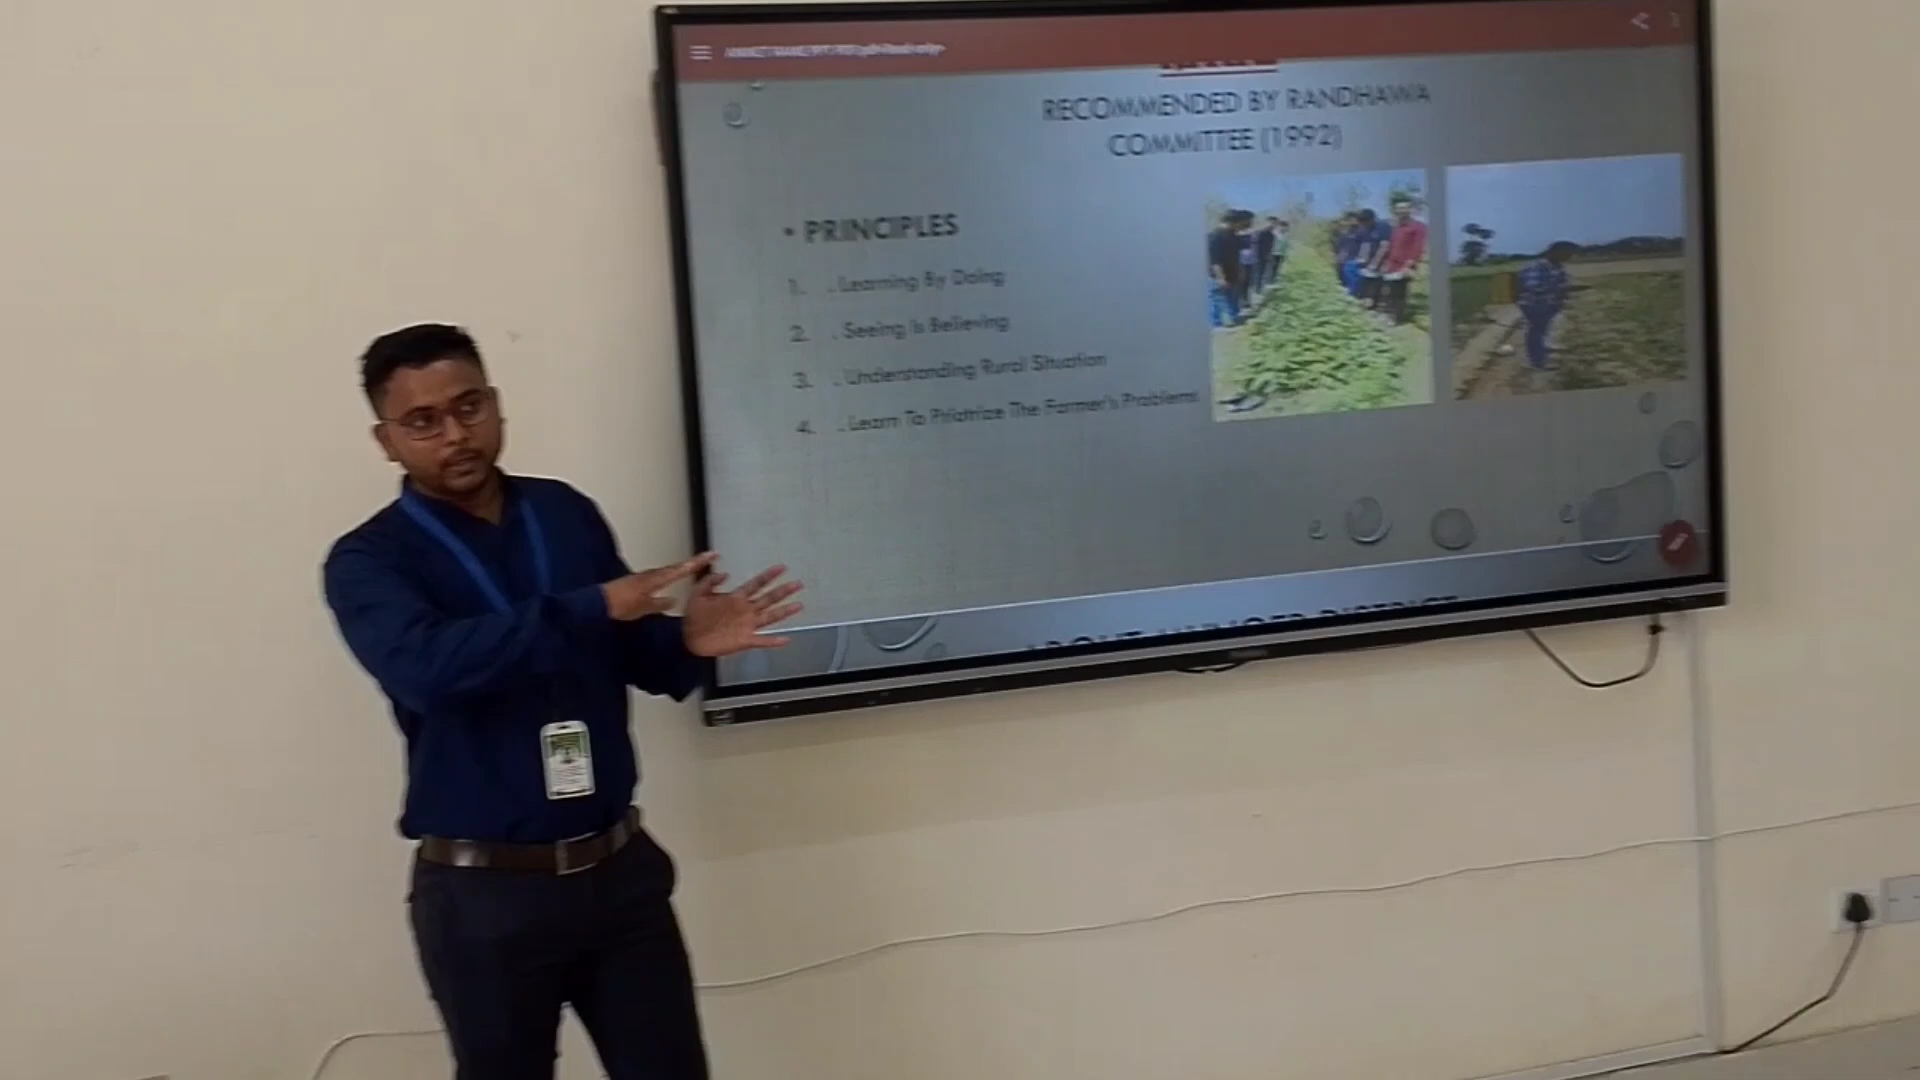 RECOMMENDED BY RANDHAWA
COMMITTEE (1992)
• PRINCIPLES
1. . Learning By Doing
2. . Seeing Is Believing
3. . Understanding Rural Situation
4. . Learn To Priotrize The Farmer's Problems